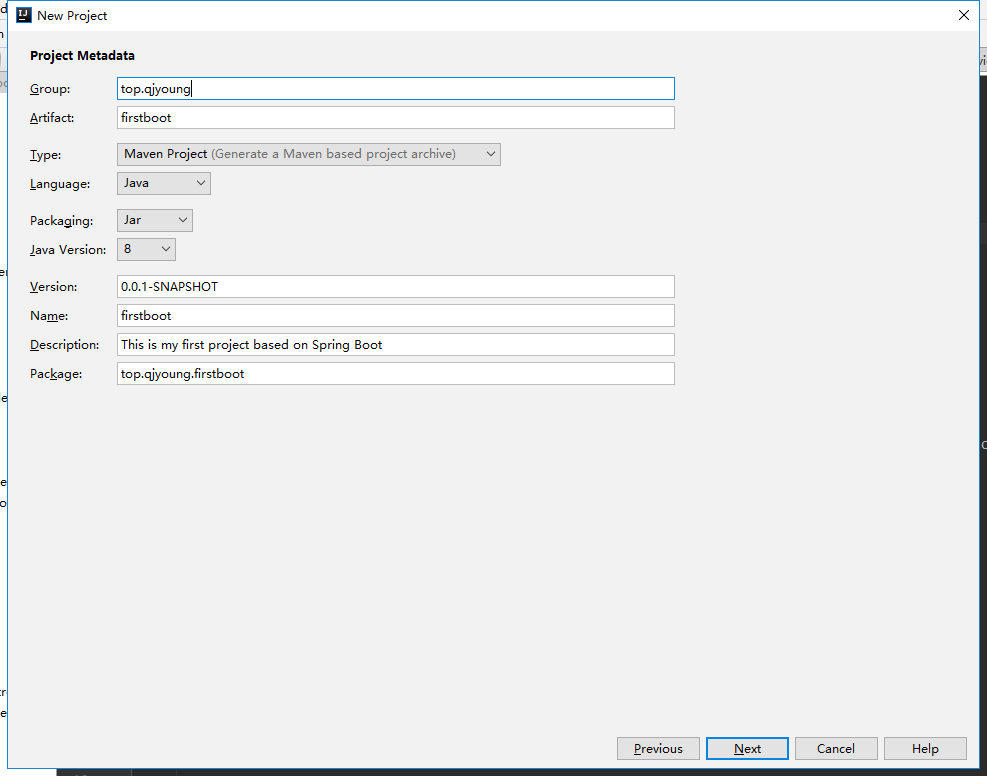 New Project
Project Metadata
Group: top.qjyoung
Artifact: firstboot
Type: Maven Project (Generate a Maven based project archive)
Language: Java
Packaging: Jar
Java Version: 8
Version: 0.0.1-SNAPSHOT
Name: firstboot
Description: This is my first project based on Spring Boot
Package: top.qjyoung.firstboot
Previous Next Cancel Help